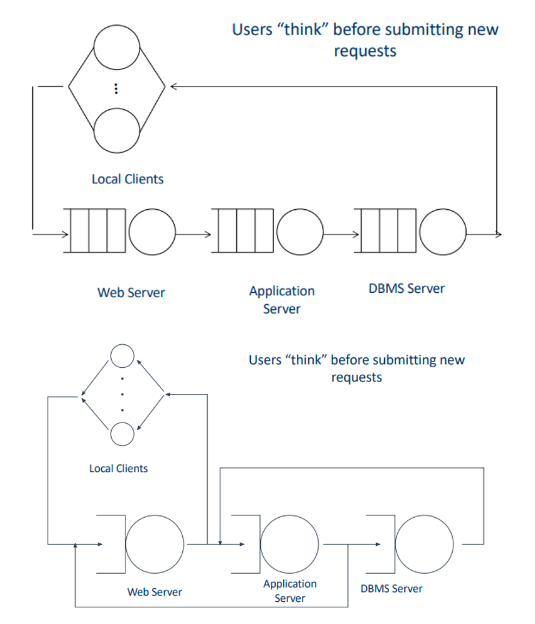 Users “think” before submitting new
requests
Local Clients
Web Server
Application
Server
DBMS Server
Users “think” before submitting new
requests
Local Clients
Web Server
Application
Server
DBMS Server